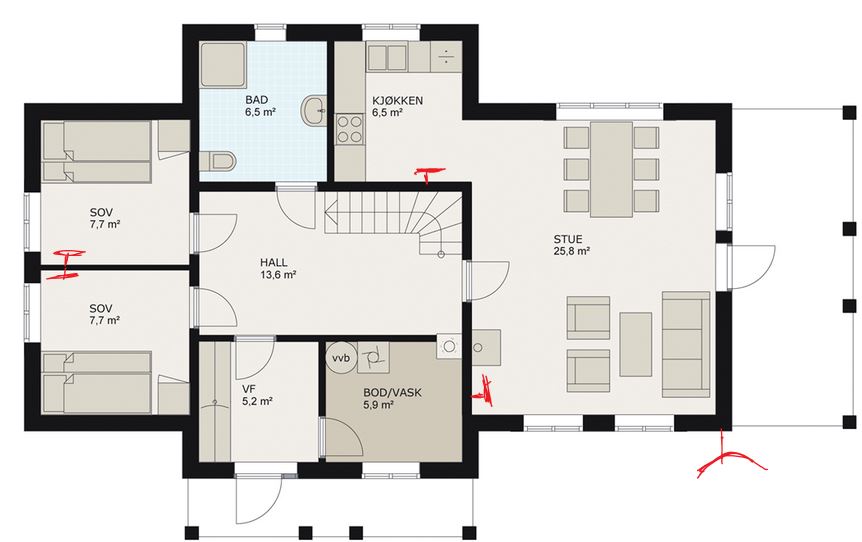 BAD
6,5 m²
KJØKKEN
6,5 m²
SOV
7,7 m²
STUE
25,8 m²
HALL
13,6 m²
SOV
7,7 m²
vvb
VF
5,2 m²
BOD/VASK
5,9 m²